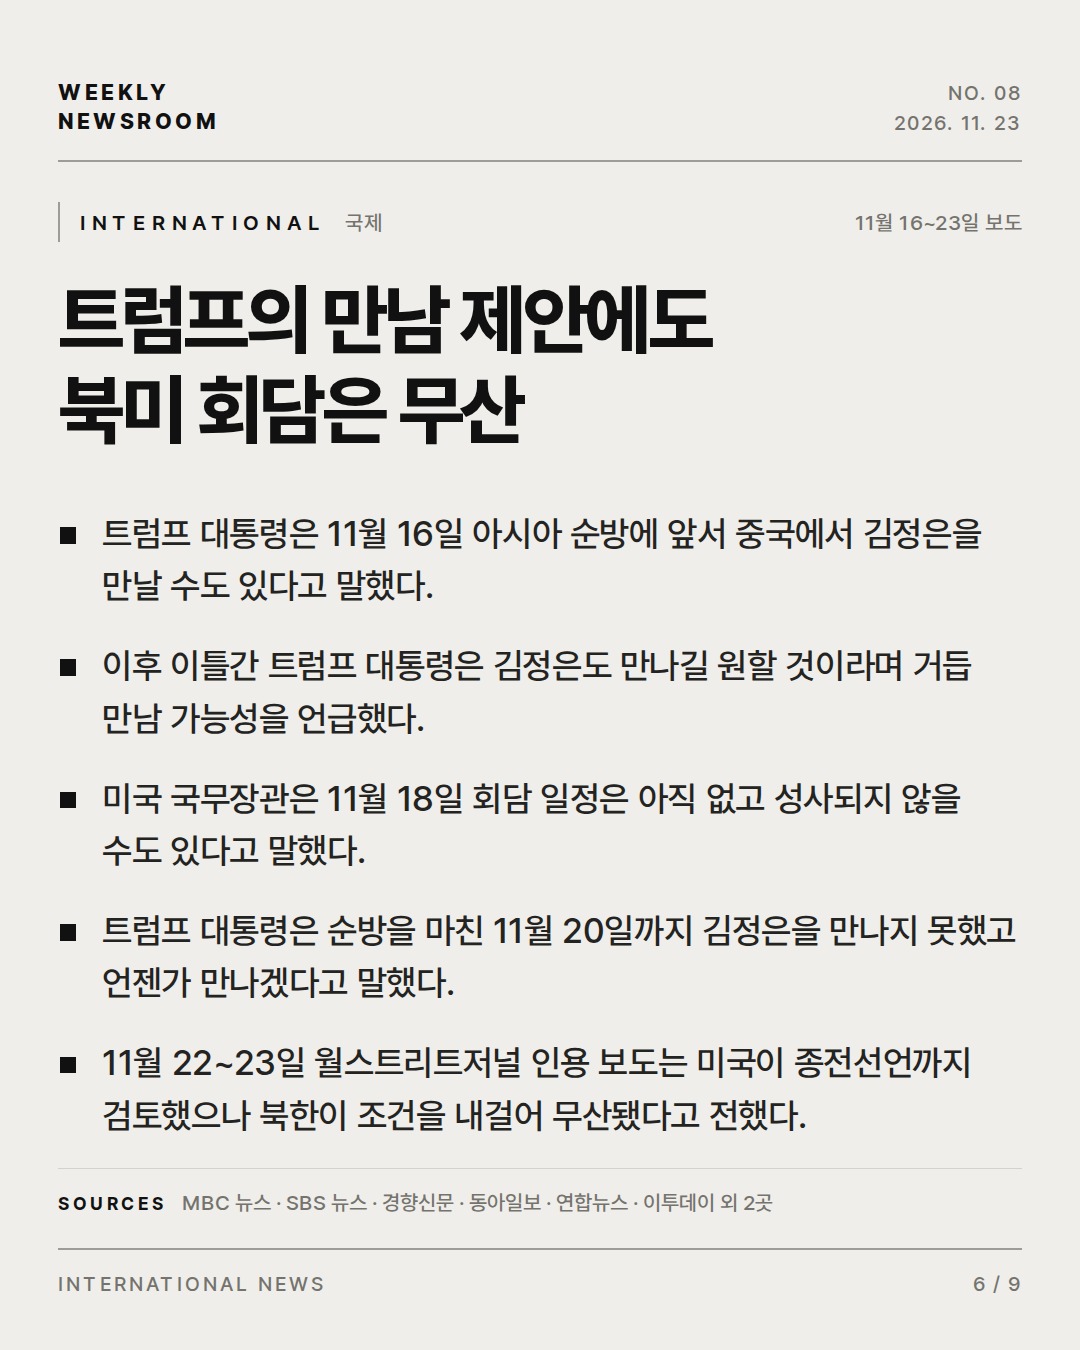 WEEKLY
NEWSROOM
NO. 08
2026. 11. 23
INTERNATIONAL 국제
11월 16~23일 보도
트럼프의 만남 제안에도
북미 회담은 무산
■ 트럼프 대통령은 11월 16일 아시아 순방에 앞서 중국에서 김정은을
만날 수도 있다고 말했다.
■ 이후 이틀간 트럼프 대통령은 김정은도 만나길 원할 것이라며 거듭
만남 가능성을 언급했다.
■ 미국 국무장관은 11월 18일 회담 일정은 아직 없고 성사되지 않을
수도 있다고 말했다.
■ 트럼프 대통령은 순방을 마친 11월 20일까지 김정은을 만나지 못했고
언젠가 만나겠다고 말했다.
■ 11월 22~23일 월스트리트저널 인용 보도는 미국이 종전선언까지
검토했으나 북한이 조건을 내걸어 무산됐다고 전했다.
SOURCES MBC 뉴스 · SBS 뉴스 · 경향신문 · 동아일보 · 연합뉴스 · 이투데이 외 2곳
INTERNATIONAL NEWS
6 / 9